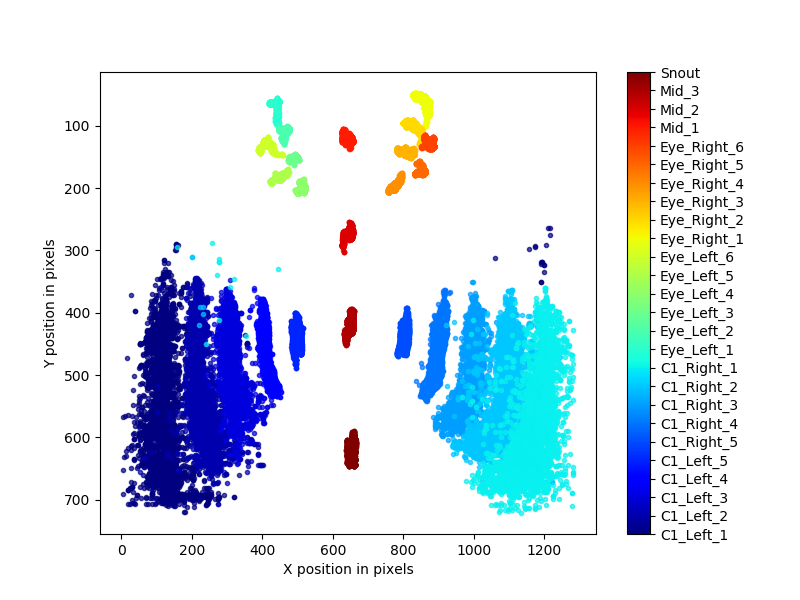 Y position in pixels
100
200
300
400
500
600
700
0
200
400
600
800
1000
1200
X position in pixels
Snout
Mid_3
Mid_2
Mid_1
Eye_Right_6
Eye_Right_5
Eye_Right_4
Eye_Right_3
Eye_Right_2
Eye_Right_1
Eye_Left_6
Eye_Left_5
Eye_Left_4
Eye_Left_3
Eye_Left_2
Eye_Left_1
C1_Right_1
C1_Right_2
C1_Right_3
C1_Right_4
C1_Right_5
C1_Left_5
C1_Left_4
C1_Left_3
C1_Left_2
C1_Left_1